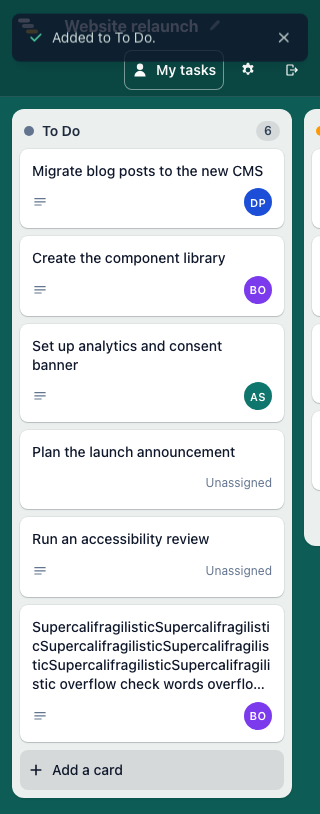 Website relaunch
Added to To Do.
My tasks
To Do
6
Migrate blog posts to the new CMS
DP
Create the component library
BO
Set up analytics and consent
banner
AS
Plan the launch announcement
Unassigned
Run an accessibility review
Unassigned
SupercalifragilisticSupercalifragilisti
cSupercalifragilisticSupercalifragilis
ticSupercalifragilisticSupercalifragili
stic overflow check words overflo...
BO
Add a card